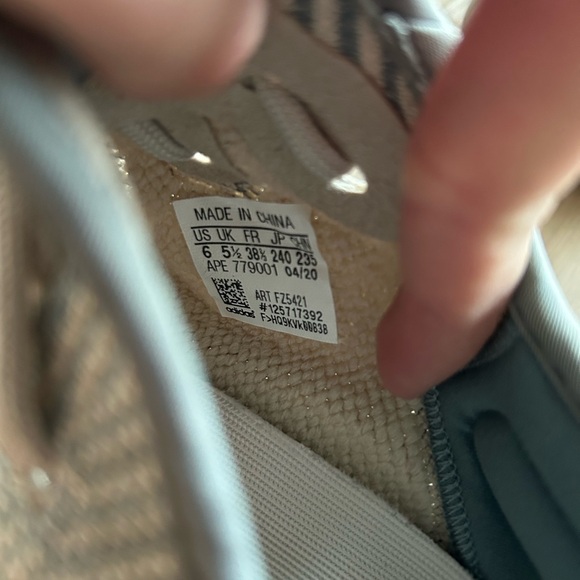 MADE IN CHINA
US UK FR JP CHN
6 5½ 38⅔ 240 235
APE 779001 04/20
ART FZ5421
#125717392
F>HQ9KVk00838